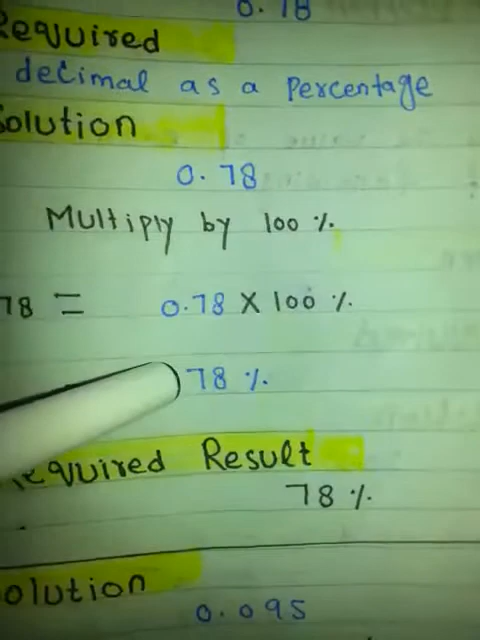 0.78
Required
decimal as a Percentage
Solution
0.78
Multiply by 100 %
78 = 0.78 X 100 %
78 %
Required Result
78 %
olution
0.095